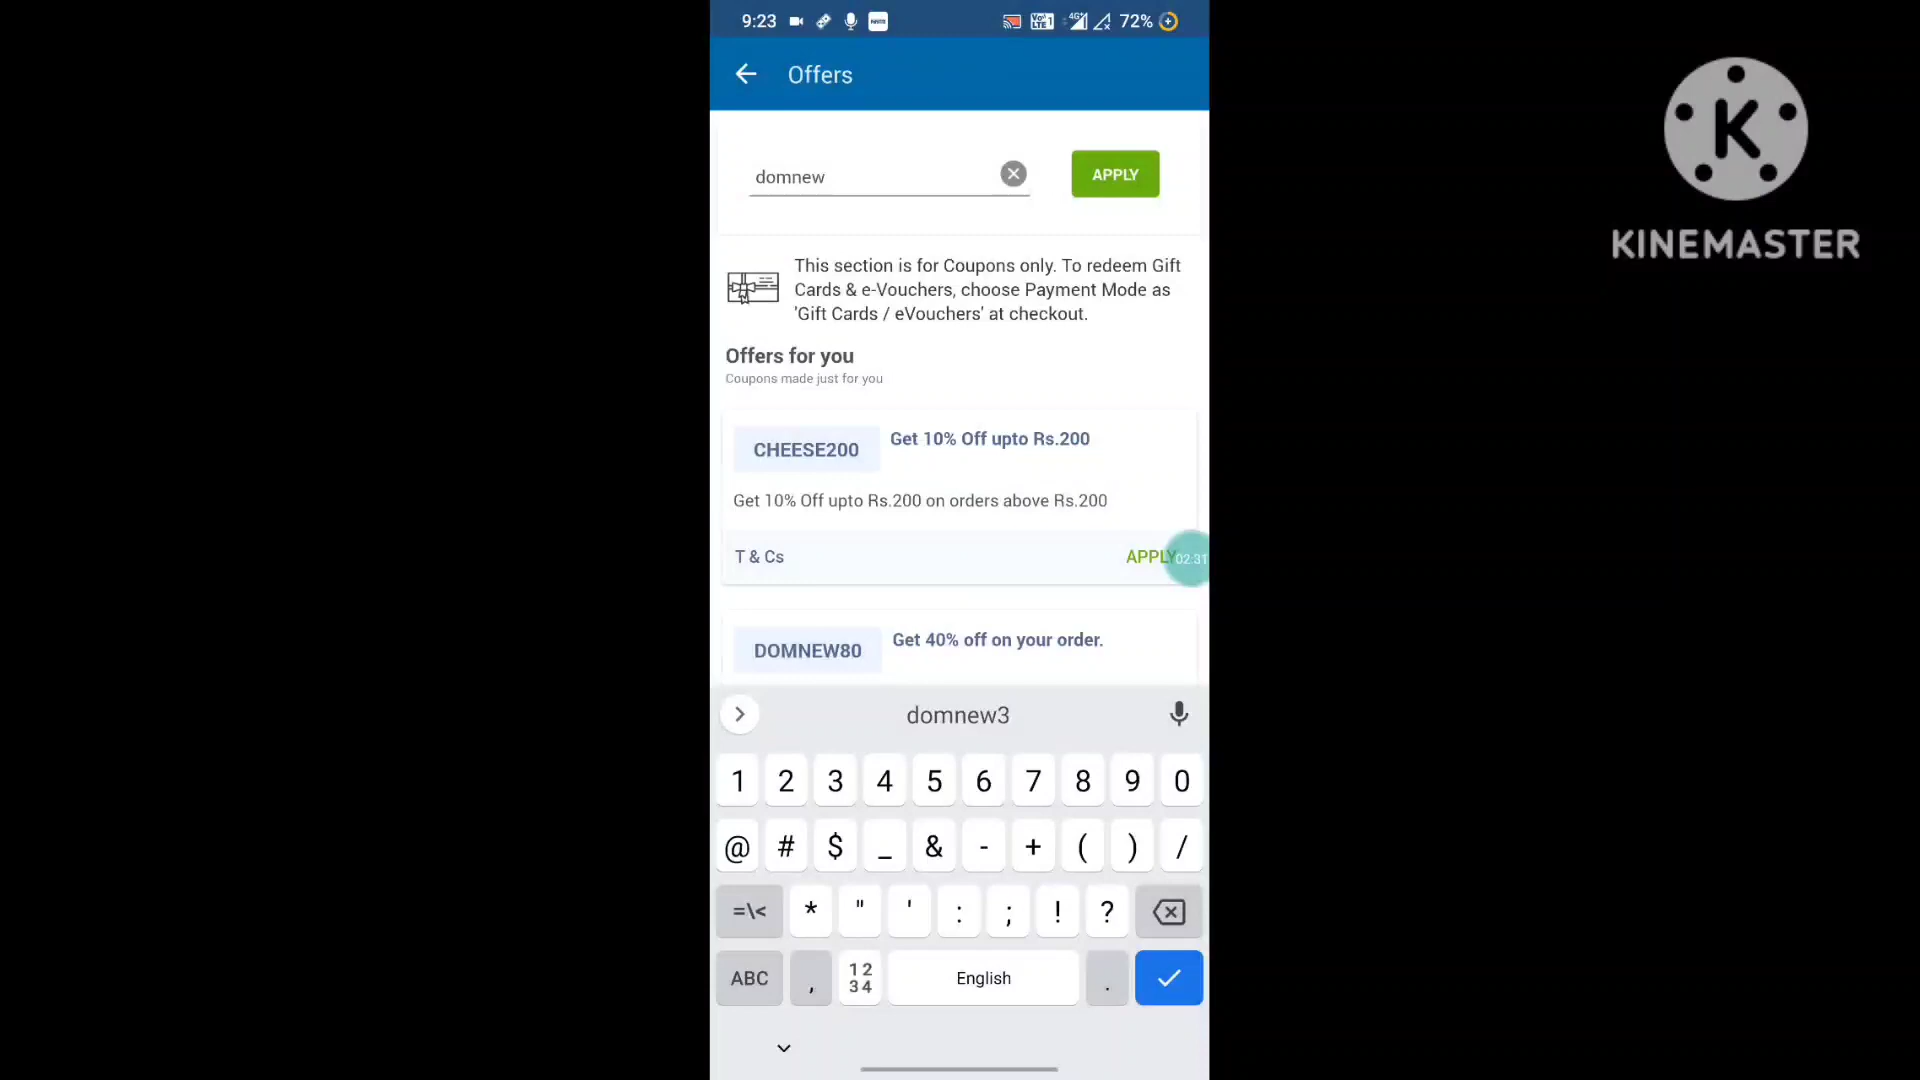 9:23
72%
Offers
KINEMASTER
domnew
APPLY
This section is for Coupons only. To redeem Gift
Cards & e-Vouchers, choose Payment Mode as
'Gift Cards / eVouchers' at checkout.
Offers for you
Coupons made just for you
CHEESE200
Get 10% Off upto Rs.200
Get 10% Off upto Rs.200 on orders above Rs.200
T & Cs
APPLY
02:31
DOMNEW80
Get 40% off on your order.
domnew3
1 2 3 4 5 6 7 8 9 0
@ # $ _ & - + ( ) /
=\< * " ' : ; ! ?
ABC , 12 34 English .